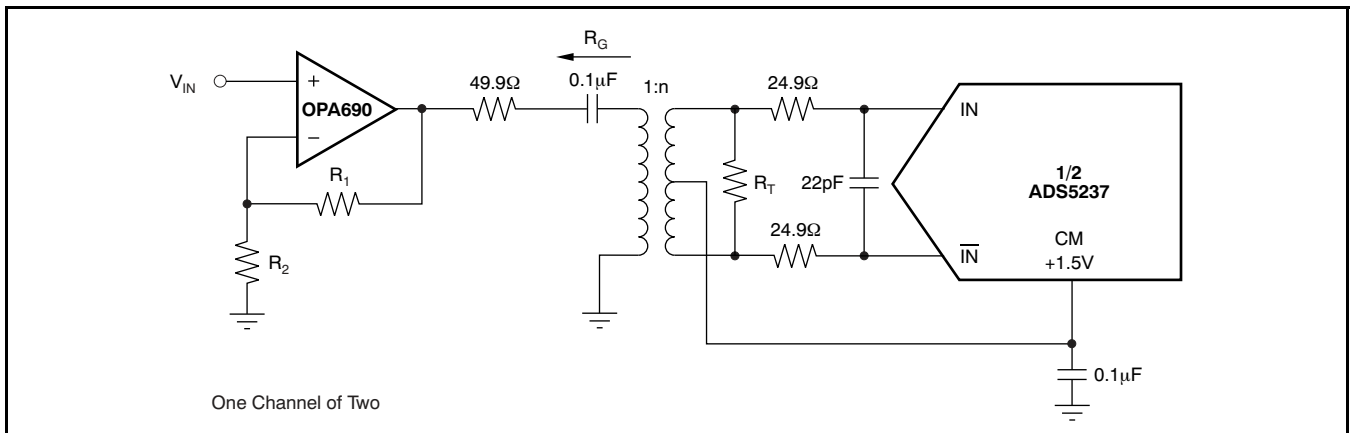 R_G
V_IN
+
OPA690
−
49.9Ω
0.1μF
1:n
24.9Ω
IN
R_1
R_2
R_T
22pF
24.9Ω
I̅N̅
1/2
ADS5237
CM
+1.5V
0.1μF
One Channel of Two